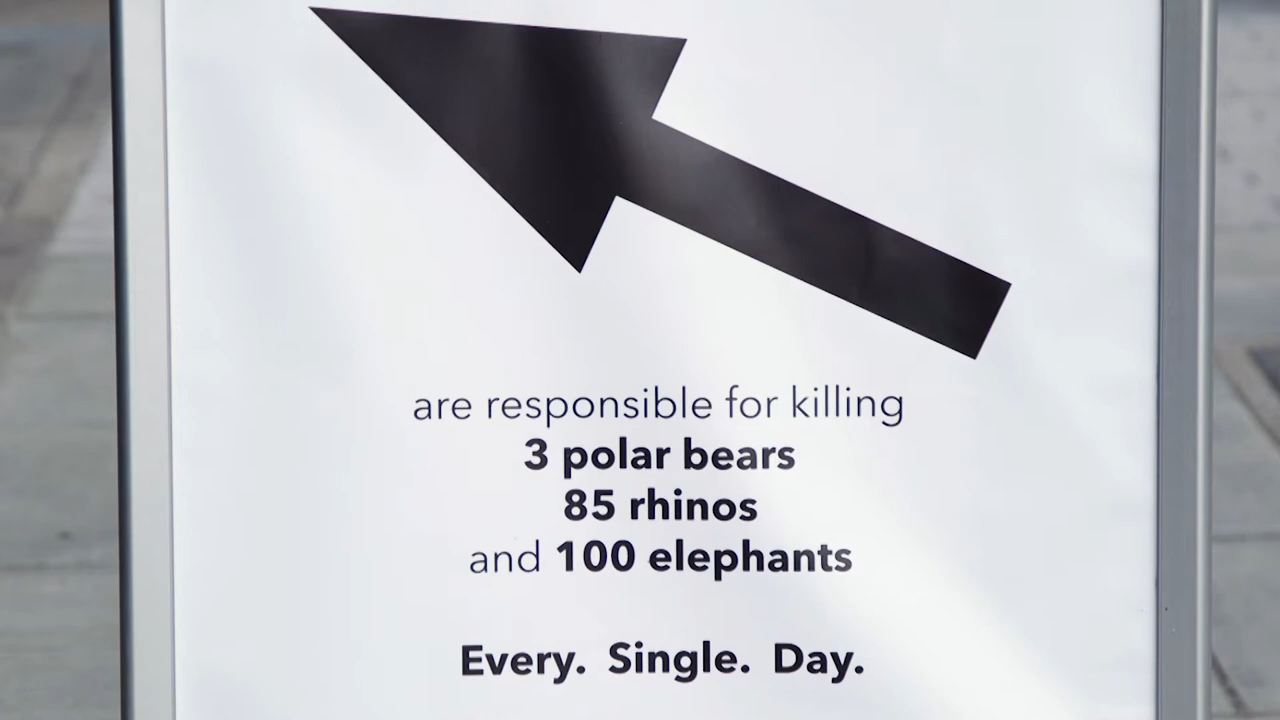 are responsible for killing
3 polar bears
85 rhinos
and 100 elephants
Every. Single. Day.